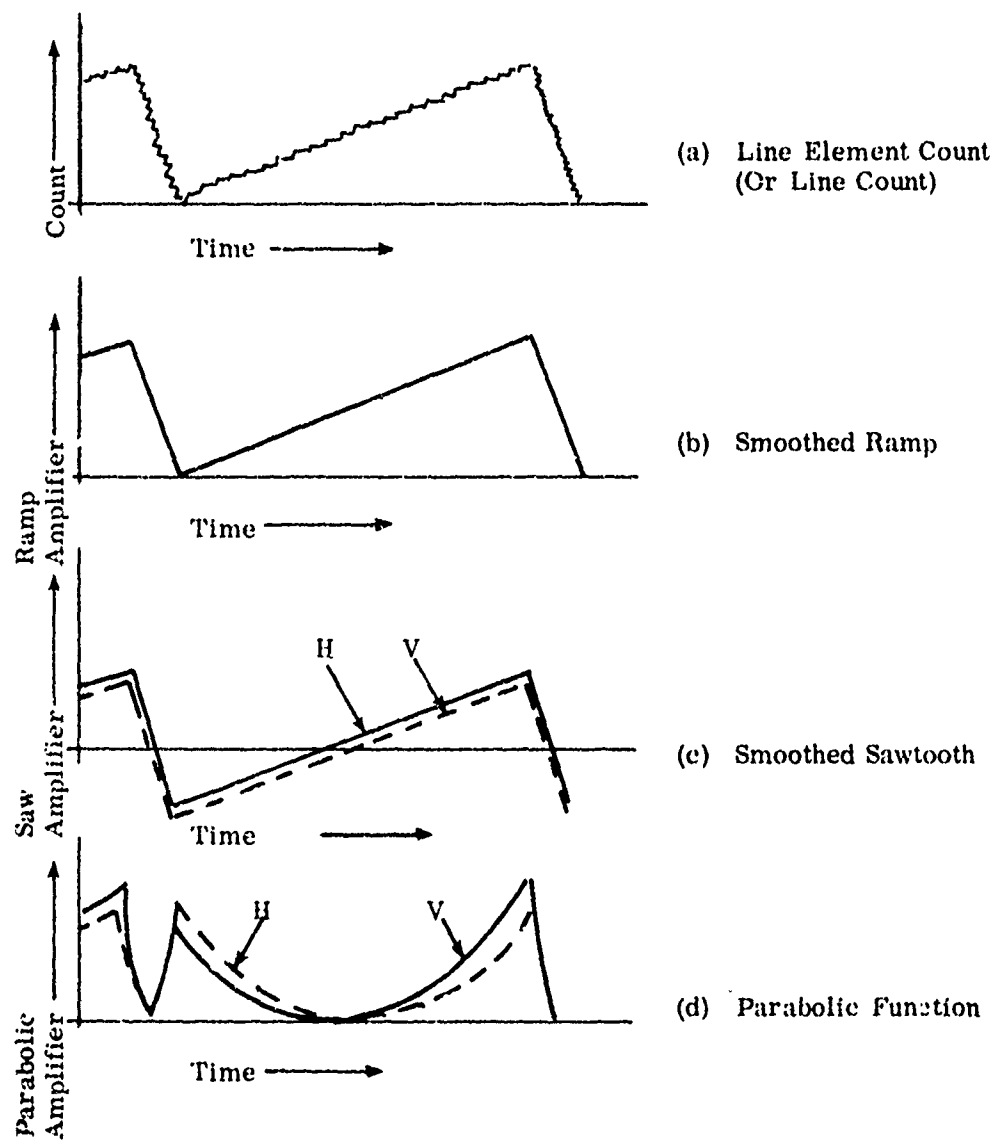 Count
(a) Line Element Count
(Or Line Count)
Time
Ramp
Amplifier
(b) Smoothed Ramp
Time
H
V
Saw
Amplifier
(c) Smoothed Sawtooth
Time
H
V
Parabolic
Amplifier
(d) Parabolic Function
Time